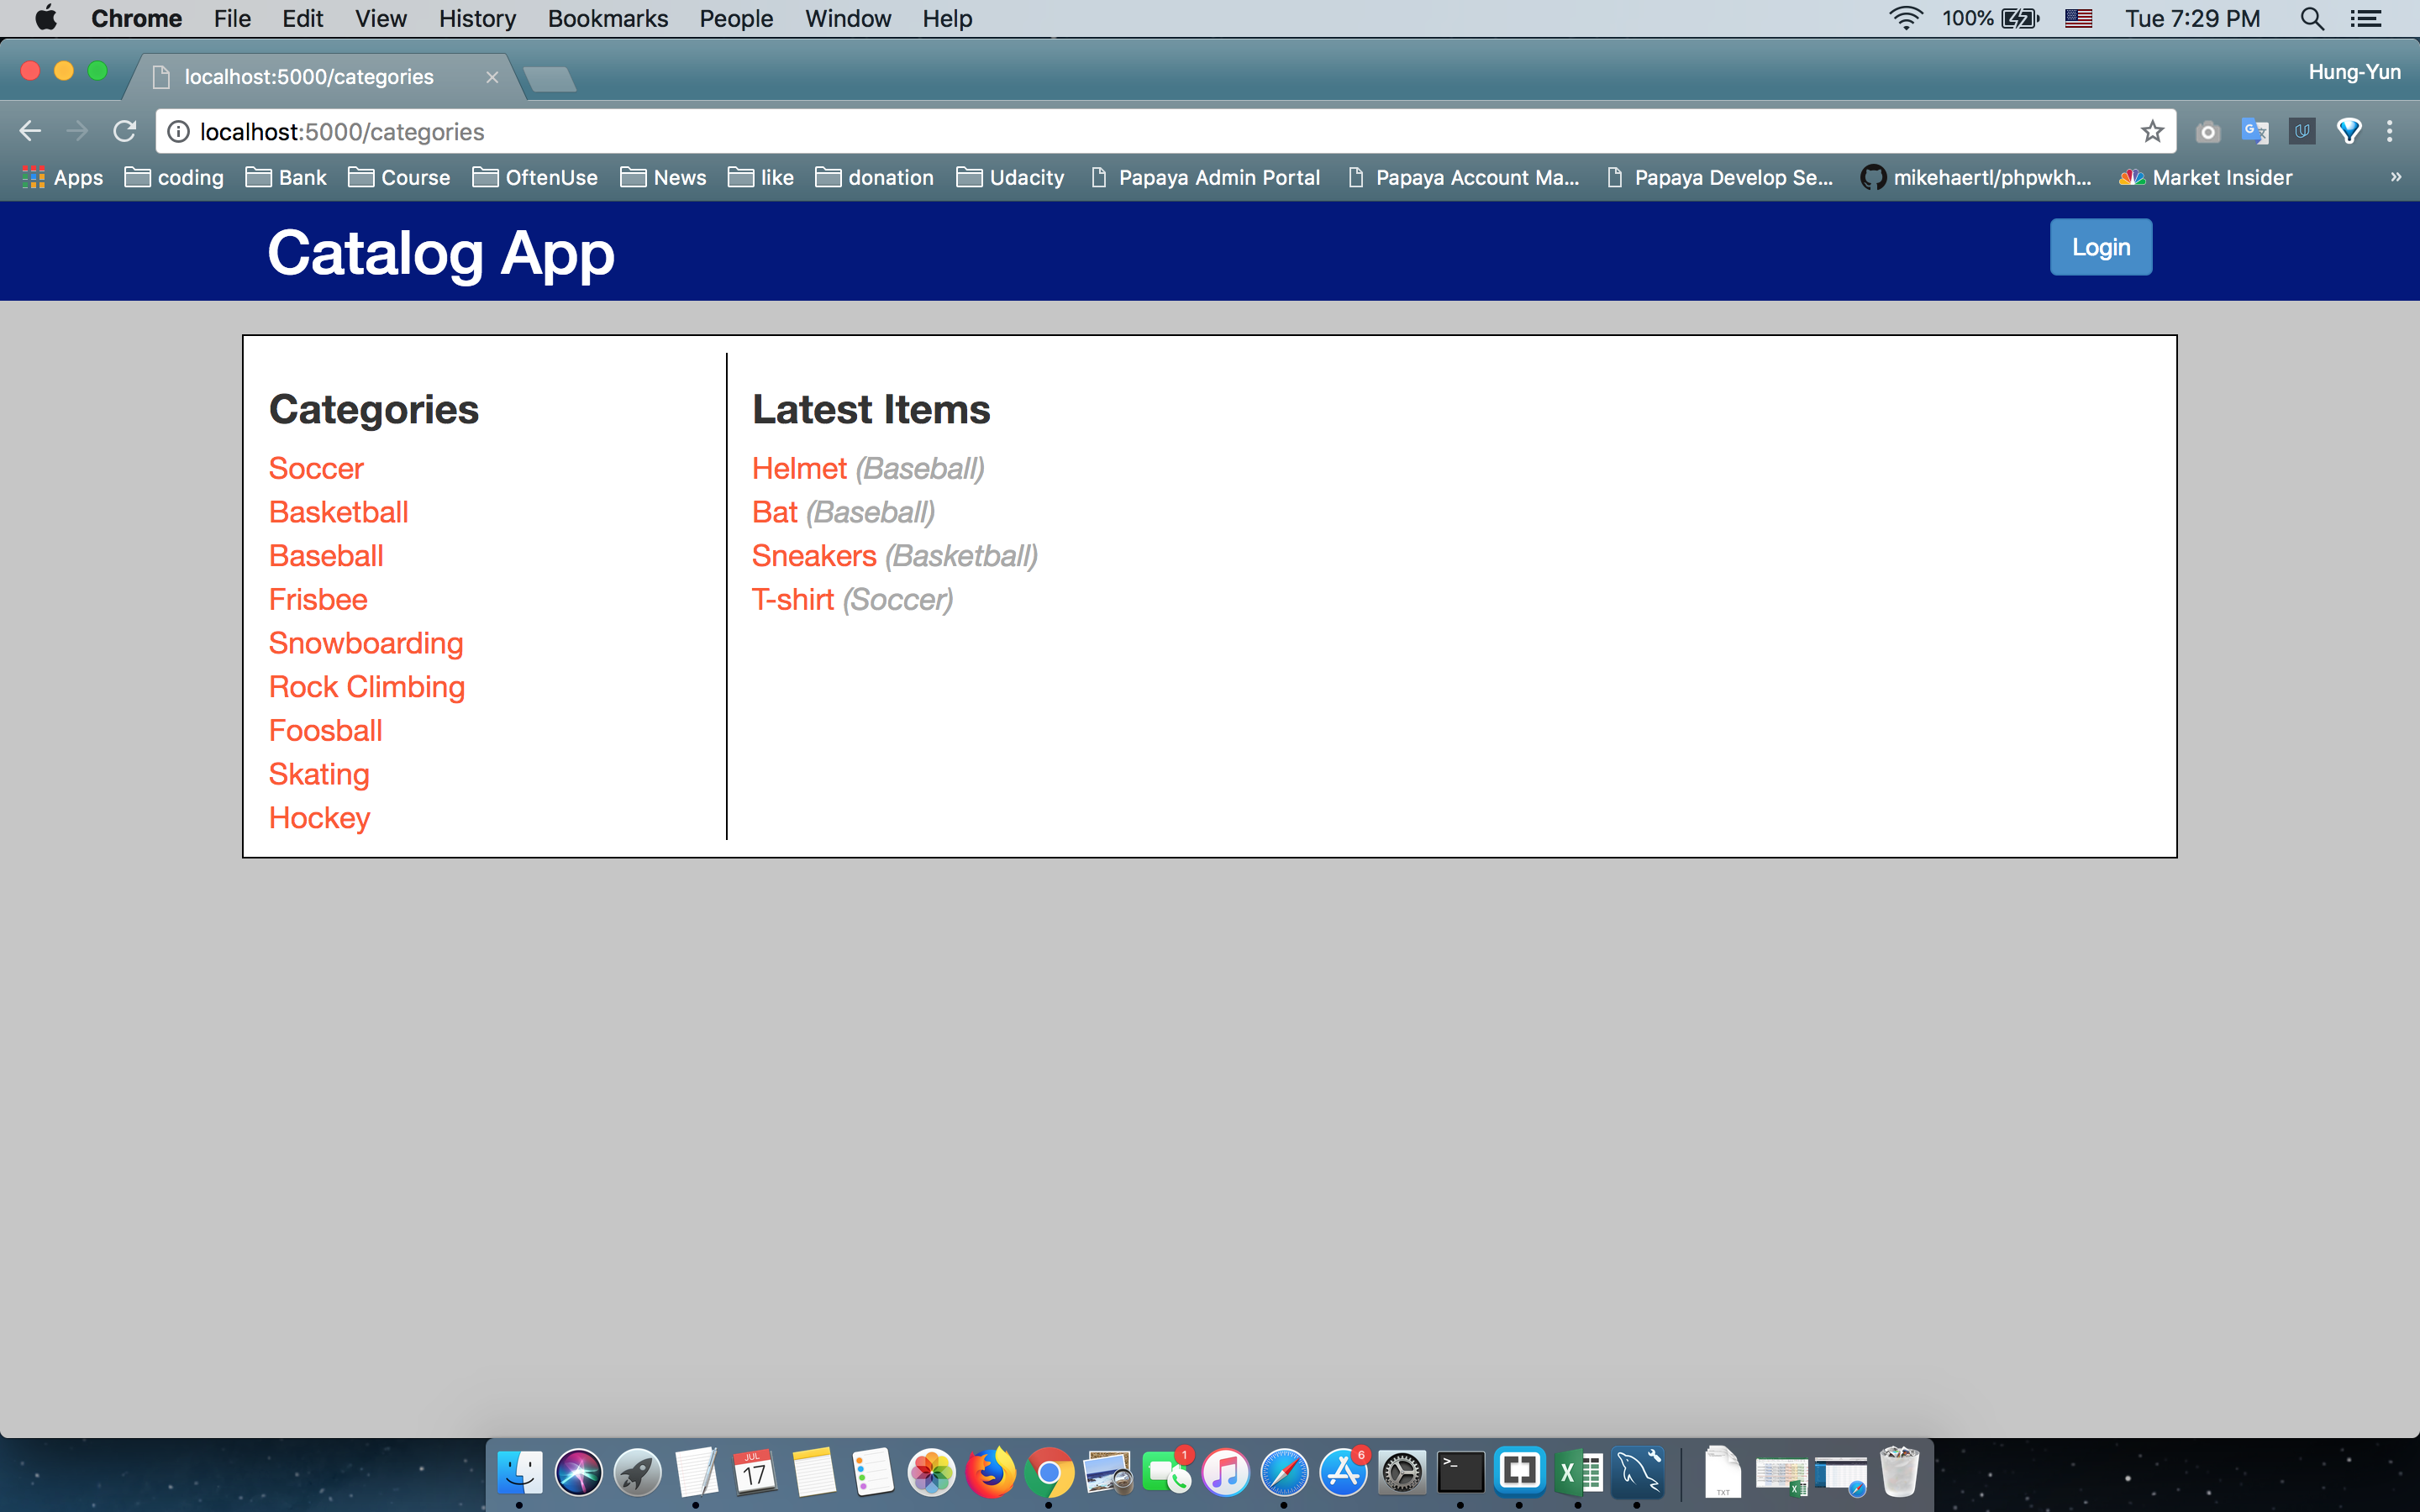 Chrome File Edit View History Bookmarks People Window Help 100% Tue 7:29 PM
localhost:5000/categories Hung-Yun
localhost:5000/categories
Apps coding Bank Course OftenUse News like donation Udacity Papaya Admin Portal Papaya Account Ma... Papaya Develop Se... mikehaertl/phpwkh... Market Insider »
Catalog App Login
Categories
Soccer
Basketball
Baseball
Frisbee
Snowboarding
Rock Climbing
Foosball
Skating
Hockey
Latest Items
Helmet (Baseball)
Bat (Baseball)
Sneakers (Basketball)
T-shirt (Soccer)
JUL
17
1
6
>_
X
TXT